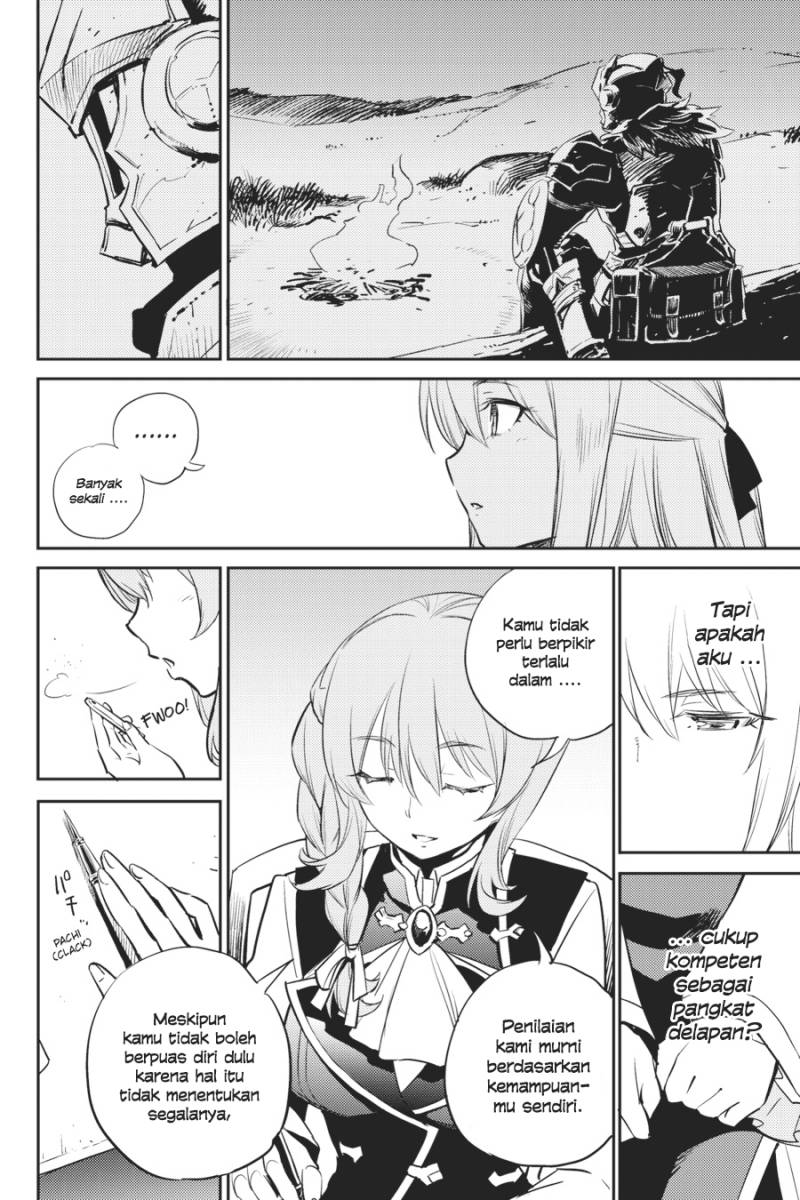 ......
Banyak
sekali ....
Tapi
apakah
aku ...
... cukup
kompeten
sebagai
pangkat
delapan?
Kamu tidak
perlu berpikir
terlalu
dalam ....
Penilaian
kami murni
berdasarkan
kemampuan-
mu sendiri.
Meskipun
kamu tidak boleh
berpuas diri dulu
karena hal itu
tidak menentukan
segalanya,
FWOO!
パチ
PACHI
(CLACK)